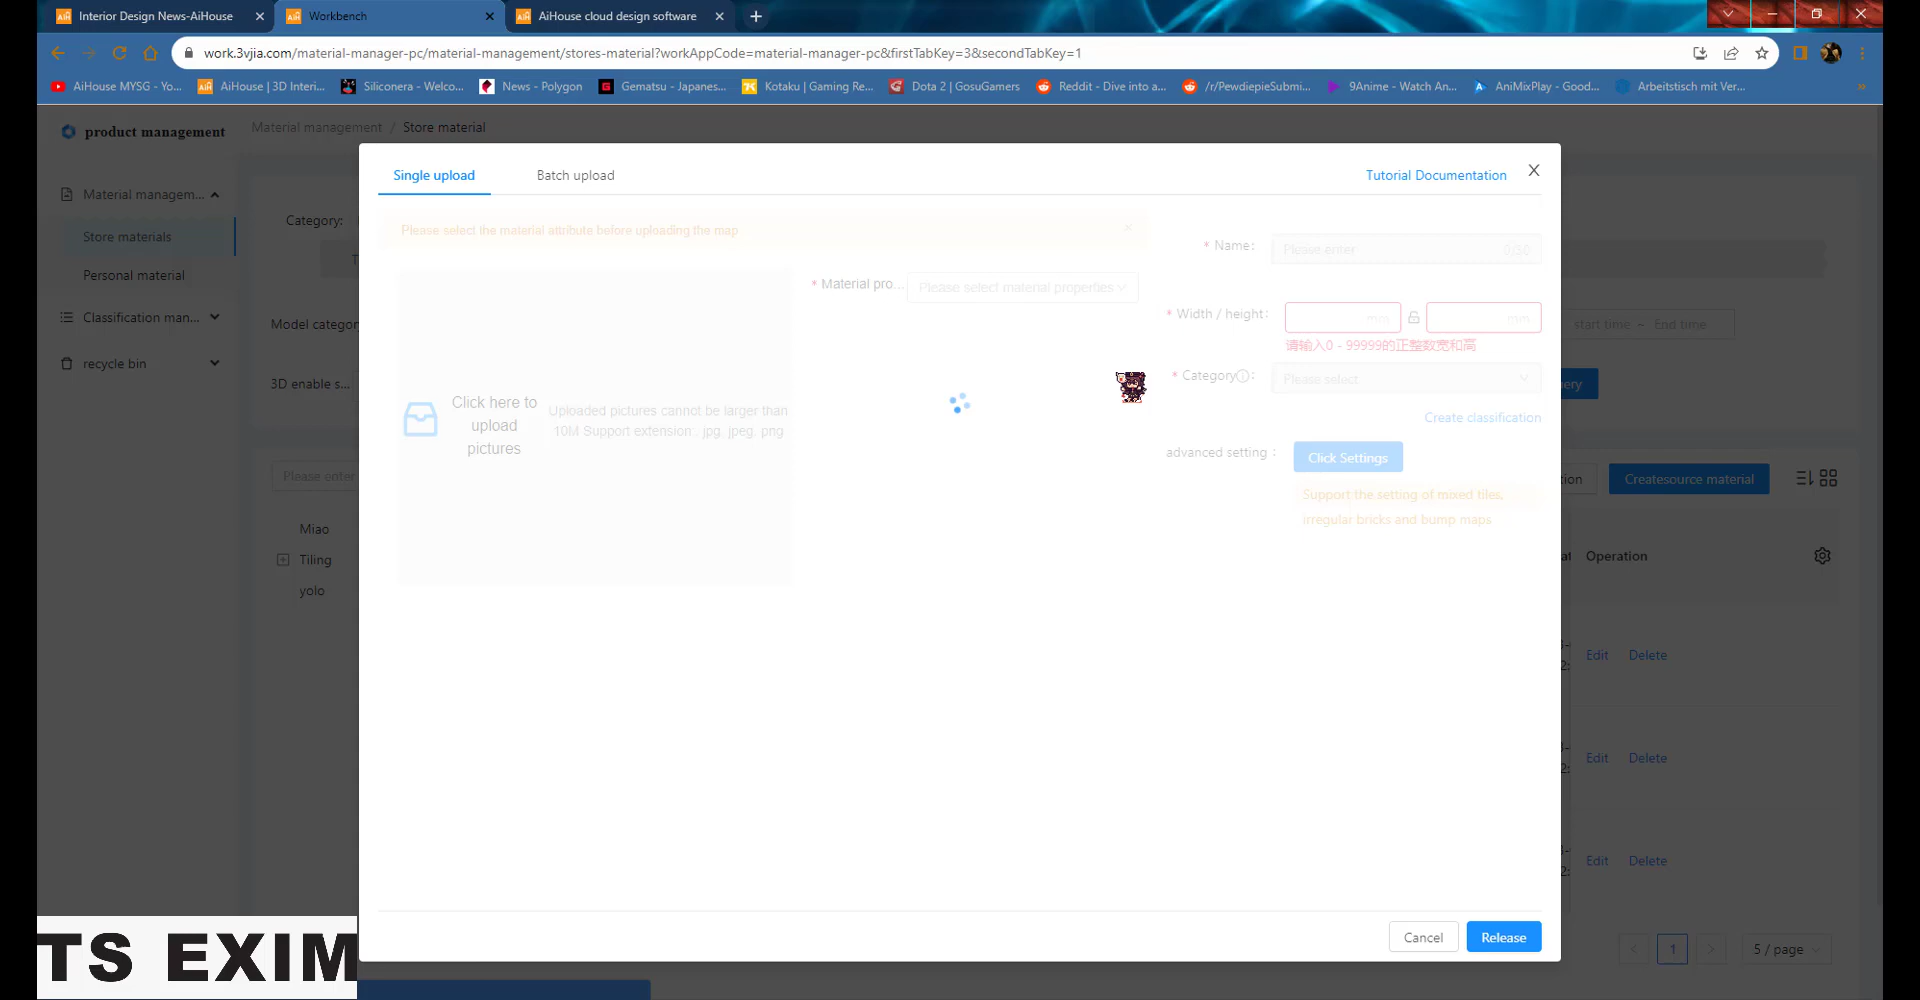 Interior Design News-AiHouse
Workbench
AiHouse cloud design software
work.3vjia.com/material-manager-pc/material-management/stores-material?workAppCode=material-manager-pc&firstTabKey=3&secondTabKey=1
AiHouse MYSG - Yo...
AiHouse | 3D Interi...
Siliconera - Welco...
News - Polygon
Gematsu - Japanes...
Kotaku | Gaming Re...
Dota 2 | GosuGamers
Reddit - Dive into a...
/r/PewdiepieSubmi...
9Anime - Watch An...
AniMixPlay - Good...
Arbeitstisch mit Ver...
product management
Material management / Store material
Material managem...
Store materials
Personal material
Classification man...
recycle bin
Category:
Model category
3D enable s...
Please enter
Miao
Tiling
yolo
Single upload
Batch upload
Tutorial Documentation
Please select the material attribute before uploading the map
Click here to
upload
pictures
Uploaded pictures cannot be larger than
10M Support extension: . jpg. jpeg. png
* Material pro...
Please select material properties
* Name:
Please enter
0/50
* Width / height:
mm
mm
请输入0 - 99999的正整数宽和高
* Category
Please select
Create classification
advanced setting :
Click Settings
Support the setting of mixed tiles,
irregular bricks and bump maps.
Cancel
Release
start time ~ End time
Createsource material
Operation
Edit Delete
Edit Delete
Edit Delete
< 1 >
5 / page
TS EXIM